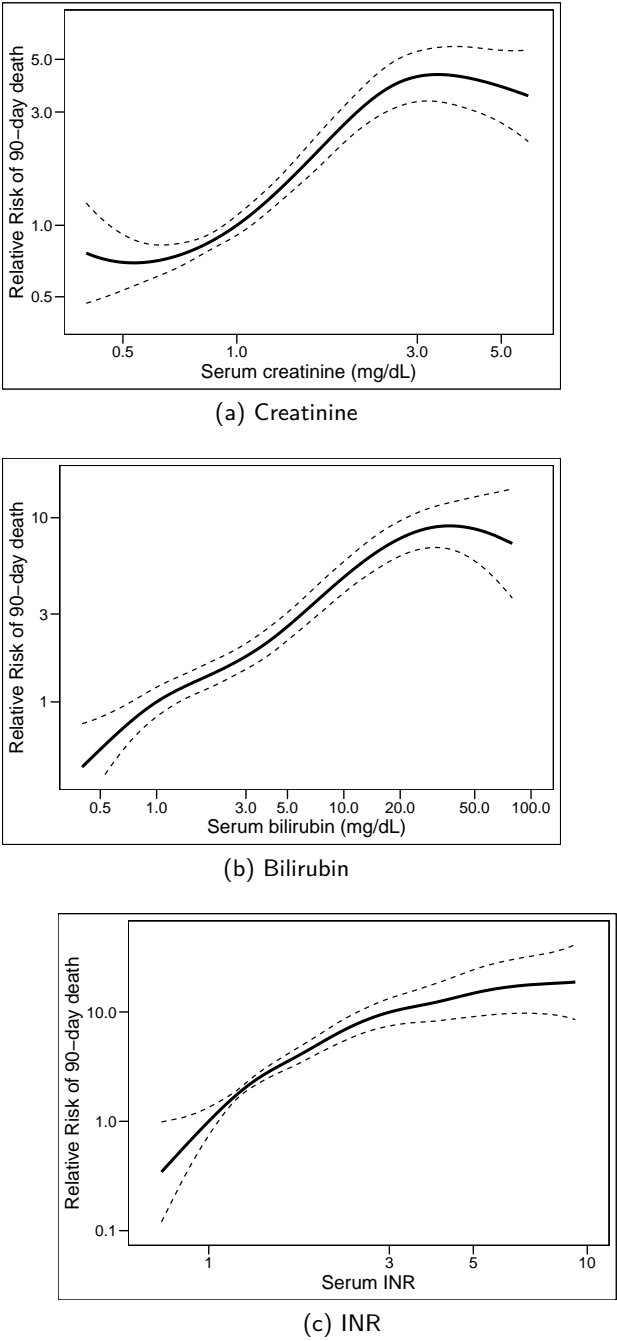 Relative Risk of 90−day death
5.0
3.0
1.0
0.5
0.5 1.0 3.0 5.0
Serum creatinine (mg/dL)
(a) Creatinine
Relative Risk of 90−day death
10
3
1
0.5 1.0 3.0 5.0 10.0 20.0 50.0 100.0
Serum bilirubin (mg/dL)
(b) Bilirubin
Relative Risk of 90−day death
10.0
1.0
0.1
1 3 5 10
Serum INR
(c) INR